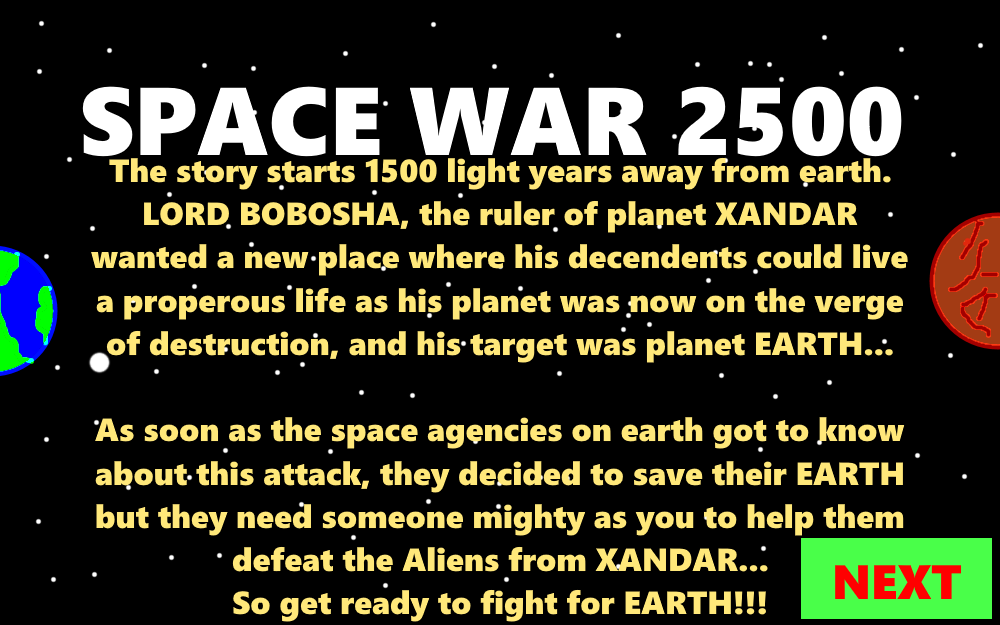 SPACE WAR 2500
The story starts 1500 light years away from earth.
LORD BOBOSHA, the ruler of planet XANDAR
wanted a new place where his decendents could live
a properous life as his planet was now on the verge
of destruction, and his target was planet EARTH...
As soon as the space agencies on earth got to know
about this attack, they decided to save their EARTH
but they need someone mighty as you to help them
defeat the Aliens from XANDAR...
So get ready to fight for EARTH!!!
NEXT